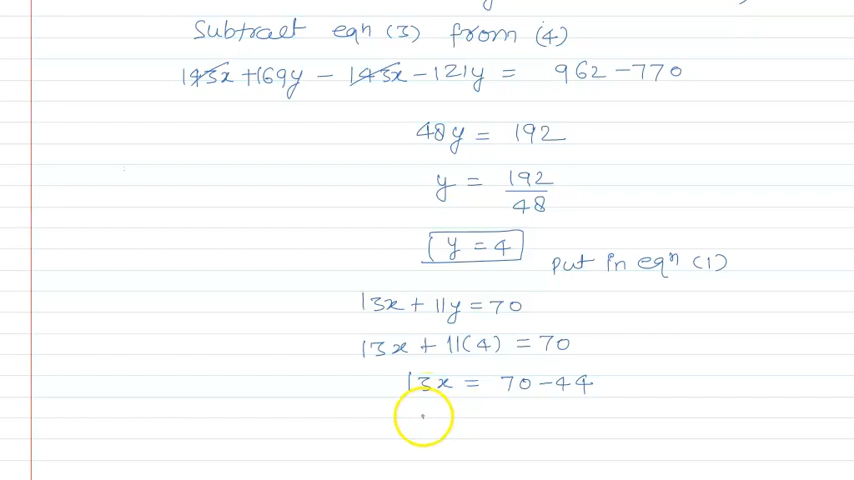 Subtract eqn (3) from (4)
143x +169y - 143x -121y = 962 -770
48y = 192
y = 192
48
y = 4
Put in eqn (1)
13x + 11y = 70
13x + 11(4) = 70
13x = 70 -44